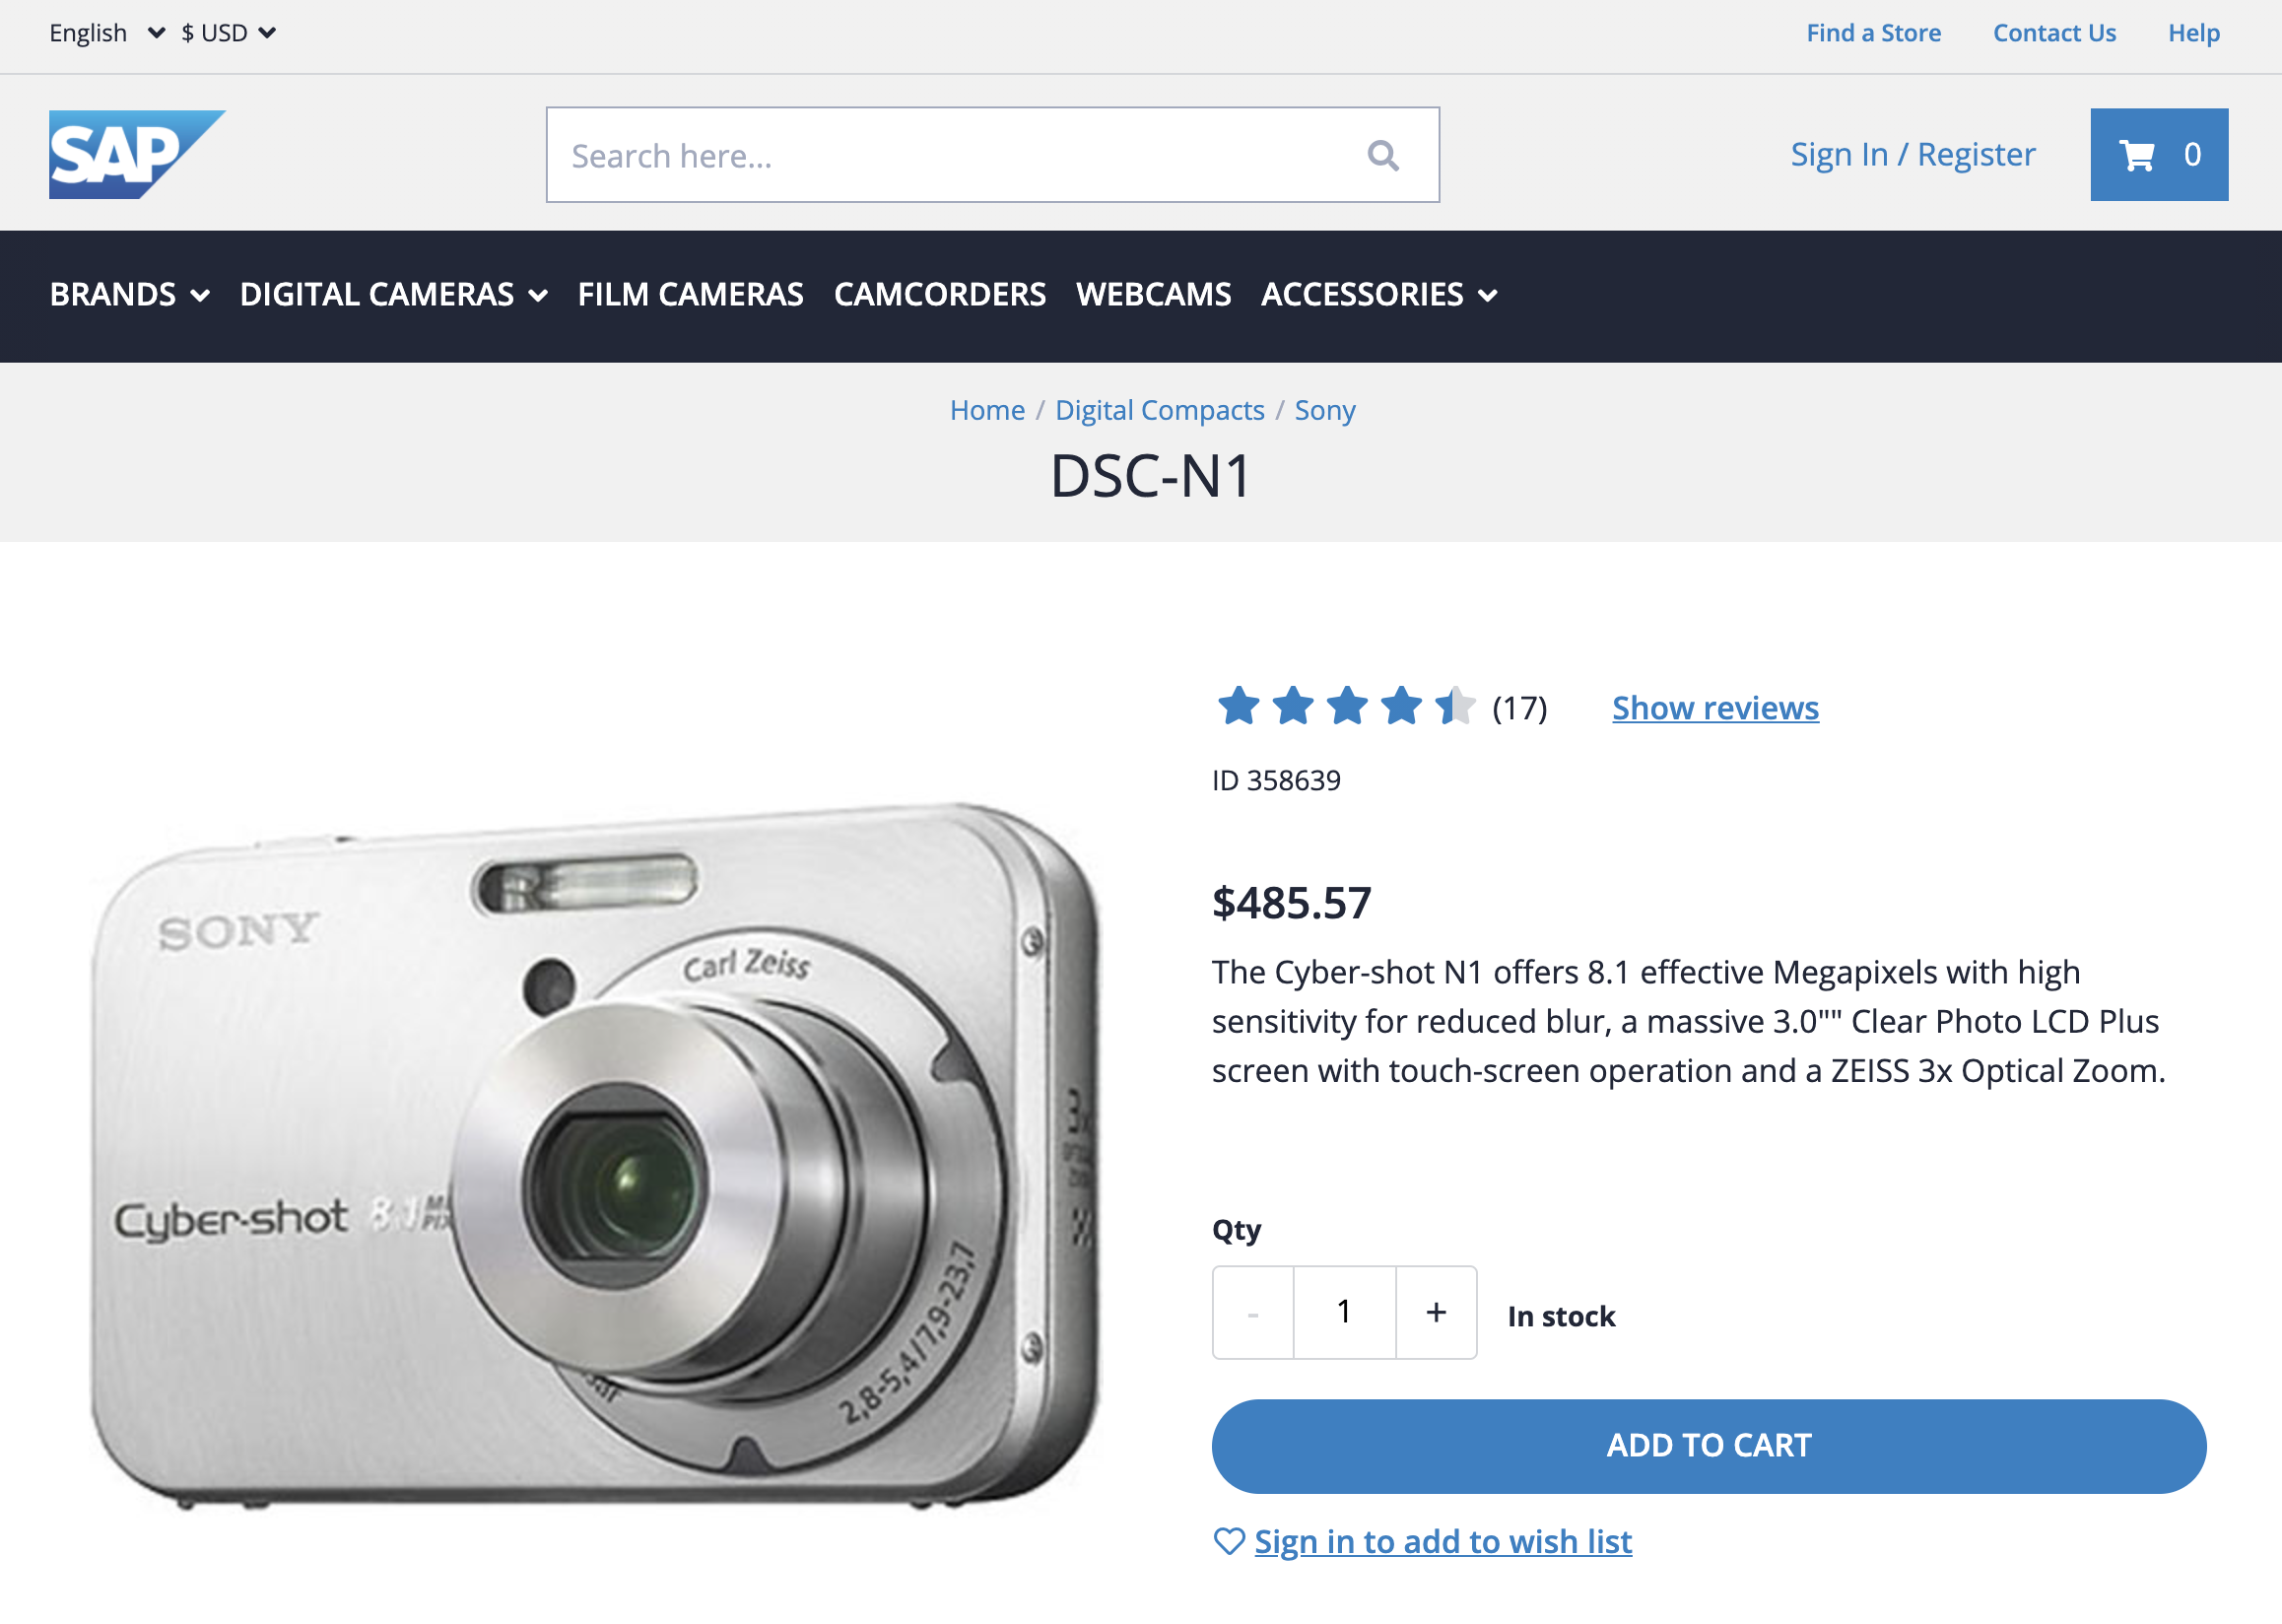 English $ USD Find a Store Contact Us Help
SAP Search here... Sign In / Register 0
BRANDS DIGITAL CAMERAS FILM CAMERAS CAMCORDERS WEBCAMS ACCESSORIES
Home / Digital Compacts / Sony
DSC-N1
(17) Show reviews
ID 358639
SONY
Carl Zeiss
Cyber-shot 8.1
2,8-5,4/7,9-23,7
$485.57
The Cyber-shot N1 offers 8.1 effective Megapixels with high
sensitivity for reduced blur, a massive 3.0"" Clear Photo LCD Plus
screen with touch-screen operation and a ZEISS 3x Optical Zoom.
Qty
- 1 + In stock
ADD TO CART
Sign in to add to wish list